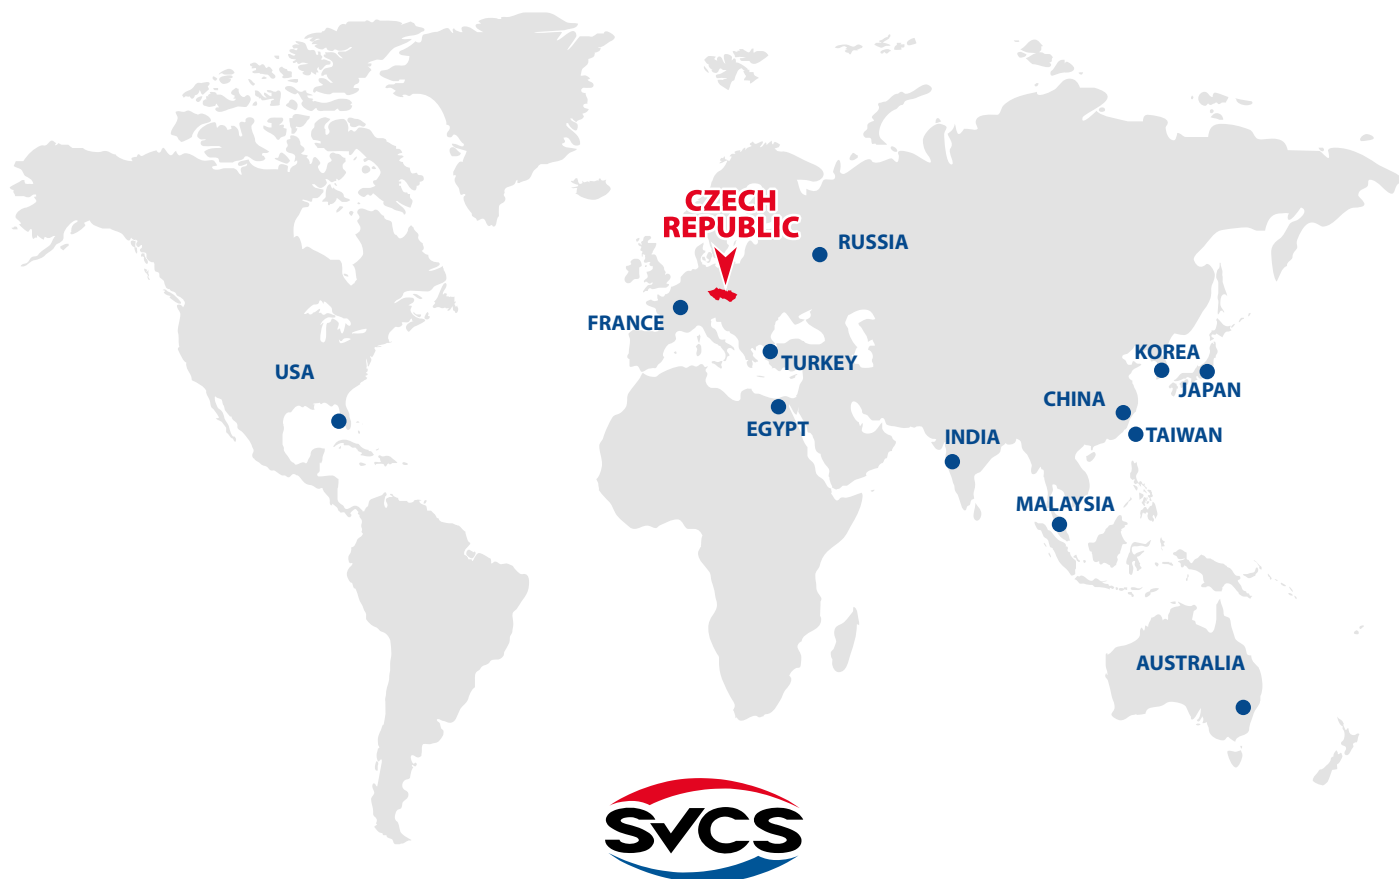 CZECH
REPUBLIC
RUSSIA
FRANCE
TURKEY
USA
EGYPT
KOREA
JAPAN
CHINA
TAIWAN
INDIA
MALAYSIA
AUSTRALIA
SVCS